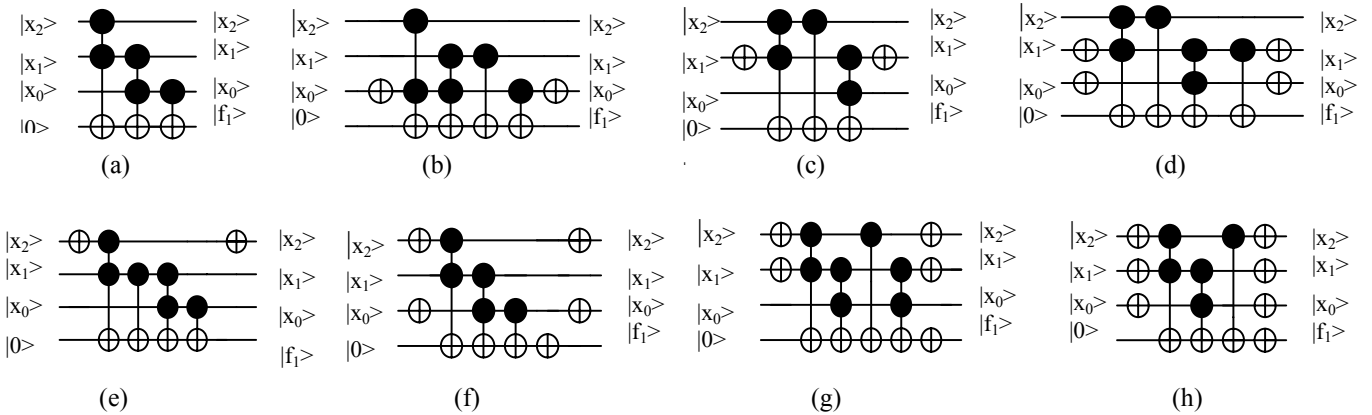 |x₂> |x₂>
|x₁> |x₁>
|x₀> |x₀>
|0> |f₁>
(a)
|x₂> |x₂>
|x₁> |x₁>
|x₀> |x₀>
|0> |f₁>
(b)
|x₂> |x₂>
|x₁> |x₁>
|x₀> |x₀>
|0> |f₁>
(c)
|x₂> |x₂>
|x₁> |x₁>
|x₀> |x₀>
|0> |f₁>
(d)
|x₂> |x₂>
|x₁> |x₁>
|x₀> |x₀>
|0> |f₁>
(e)
|x₂> |x₂>
|x₁> |x₁>
|x₀> |x₀>
|0> |f₁>
(f)
|x₂> |x₂>
|x₁> |x₁>
|x₀> |x₀>
|0> |f₁>
(g)
|x₂> |x₂>
|x₁> |x₁>
|x₀> |x₀>
|0> |f₁>
(h)